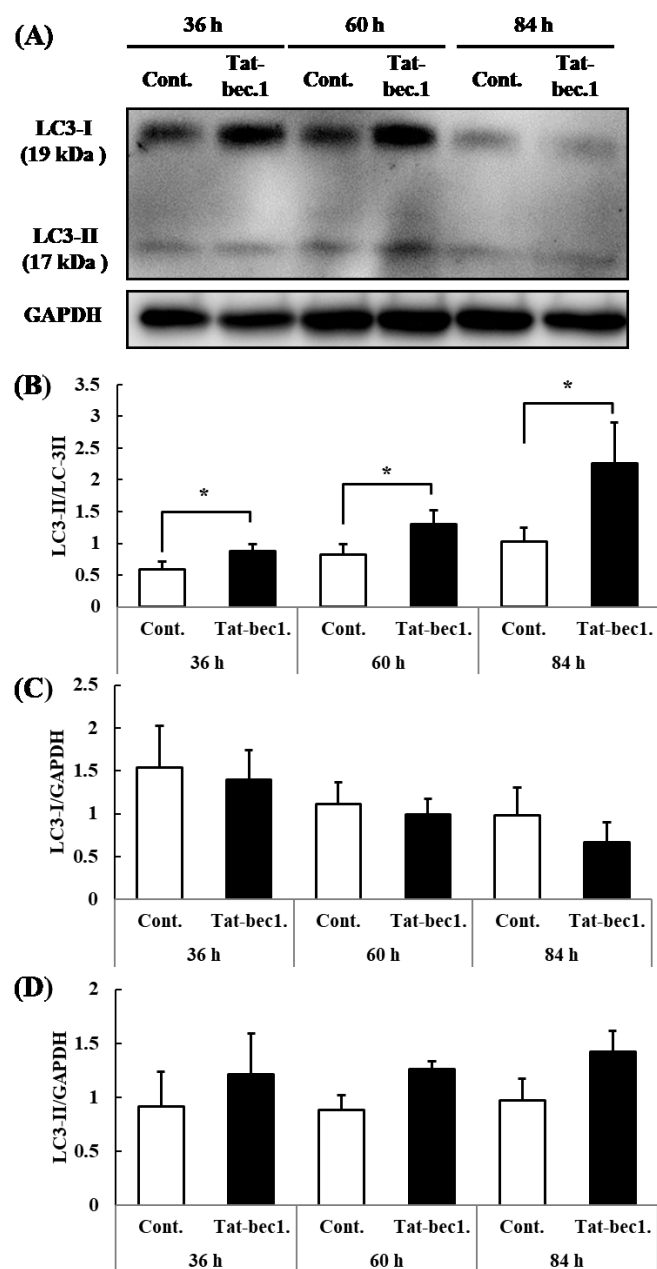 (A)
36 h 60 h 84 h
Cont. Tat-bec.1 Cont. Tat-bec.1 Cont. Tat-bec.1
LC3-I
(19 kDa )
LC3-II
(17 kDa )
GAPDH
(B)
LC3-II/LC-3II
3.5
3
2.5
2
1.5
1
0.5
0
* * *
Cont. Tat-bec1. Cont. Tat-bec1. Cont. Tat-bec1.
36 h 60 h 84 h
(C)
LC3-I/GAPDH
2.5
2
1.5
1
0.5
0
Cont. Tat-bec1. Cont. Tat-bec1. Cont. Tat-bec1.
36 h 60 h 84 h
(D)
LC3-II/GAPDH
2
1.5
1
0.5
0
Cont. Tat-bec1. Cont. Tat-bec1. Cont. Tat-bec1.
36 h 60 h 84 h